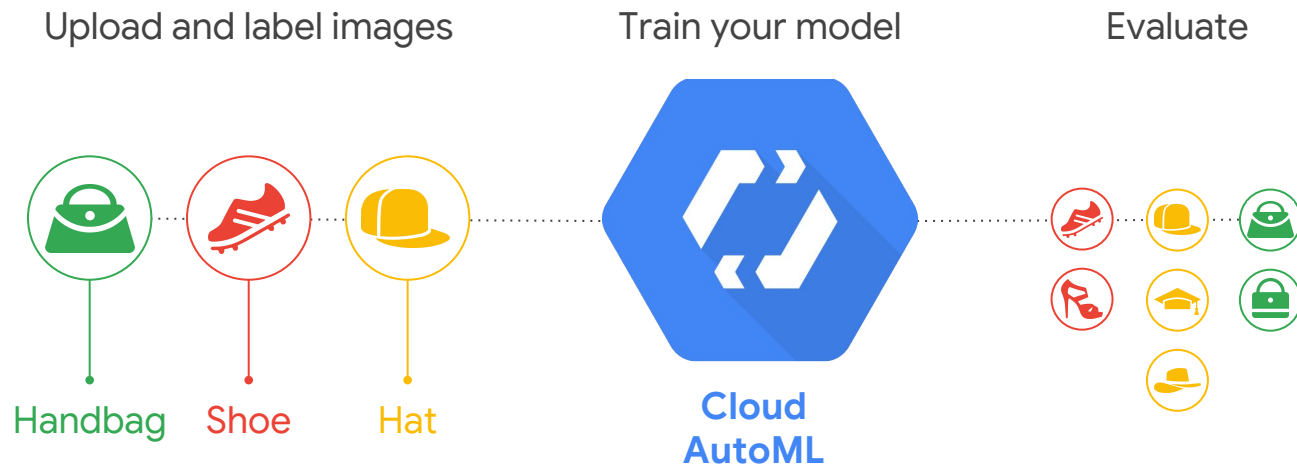 Upload and label images
Train your model
Evaluate
Handbag
Shoe
Hat
Cloud
AutoML